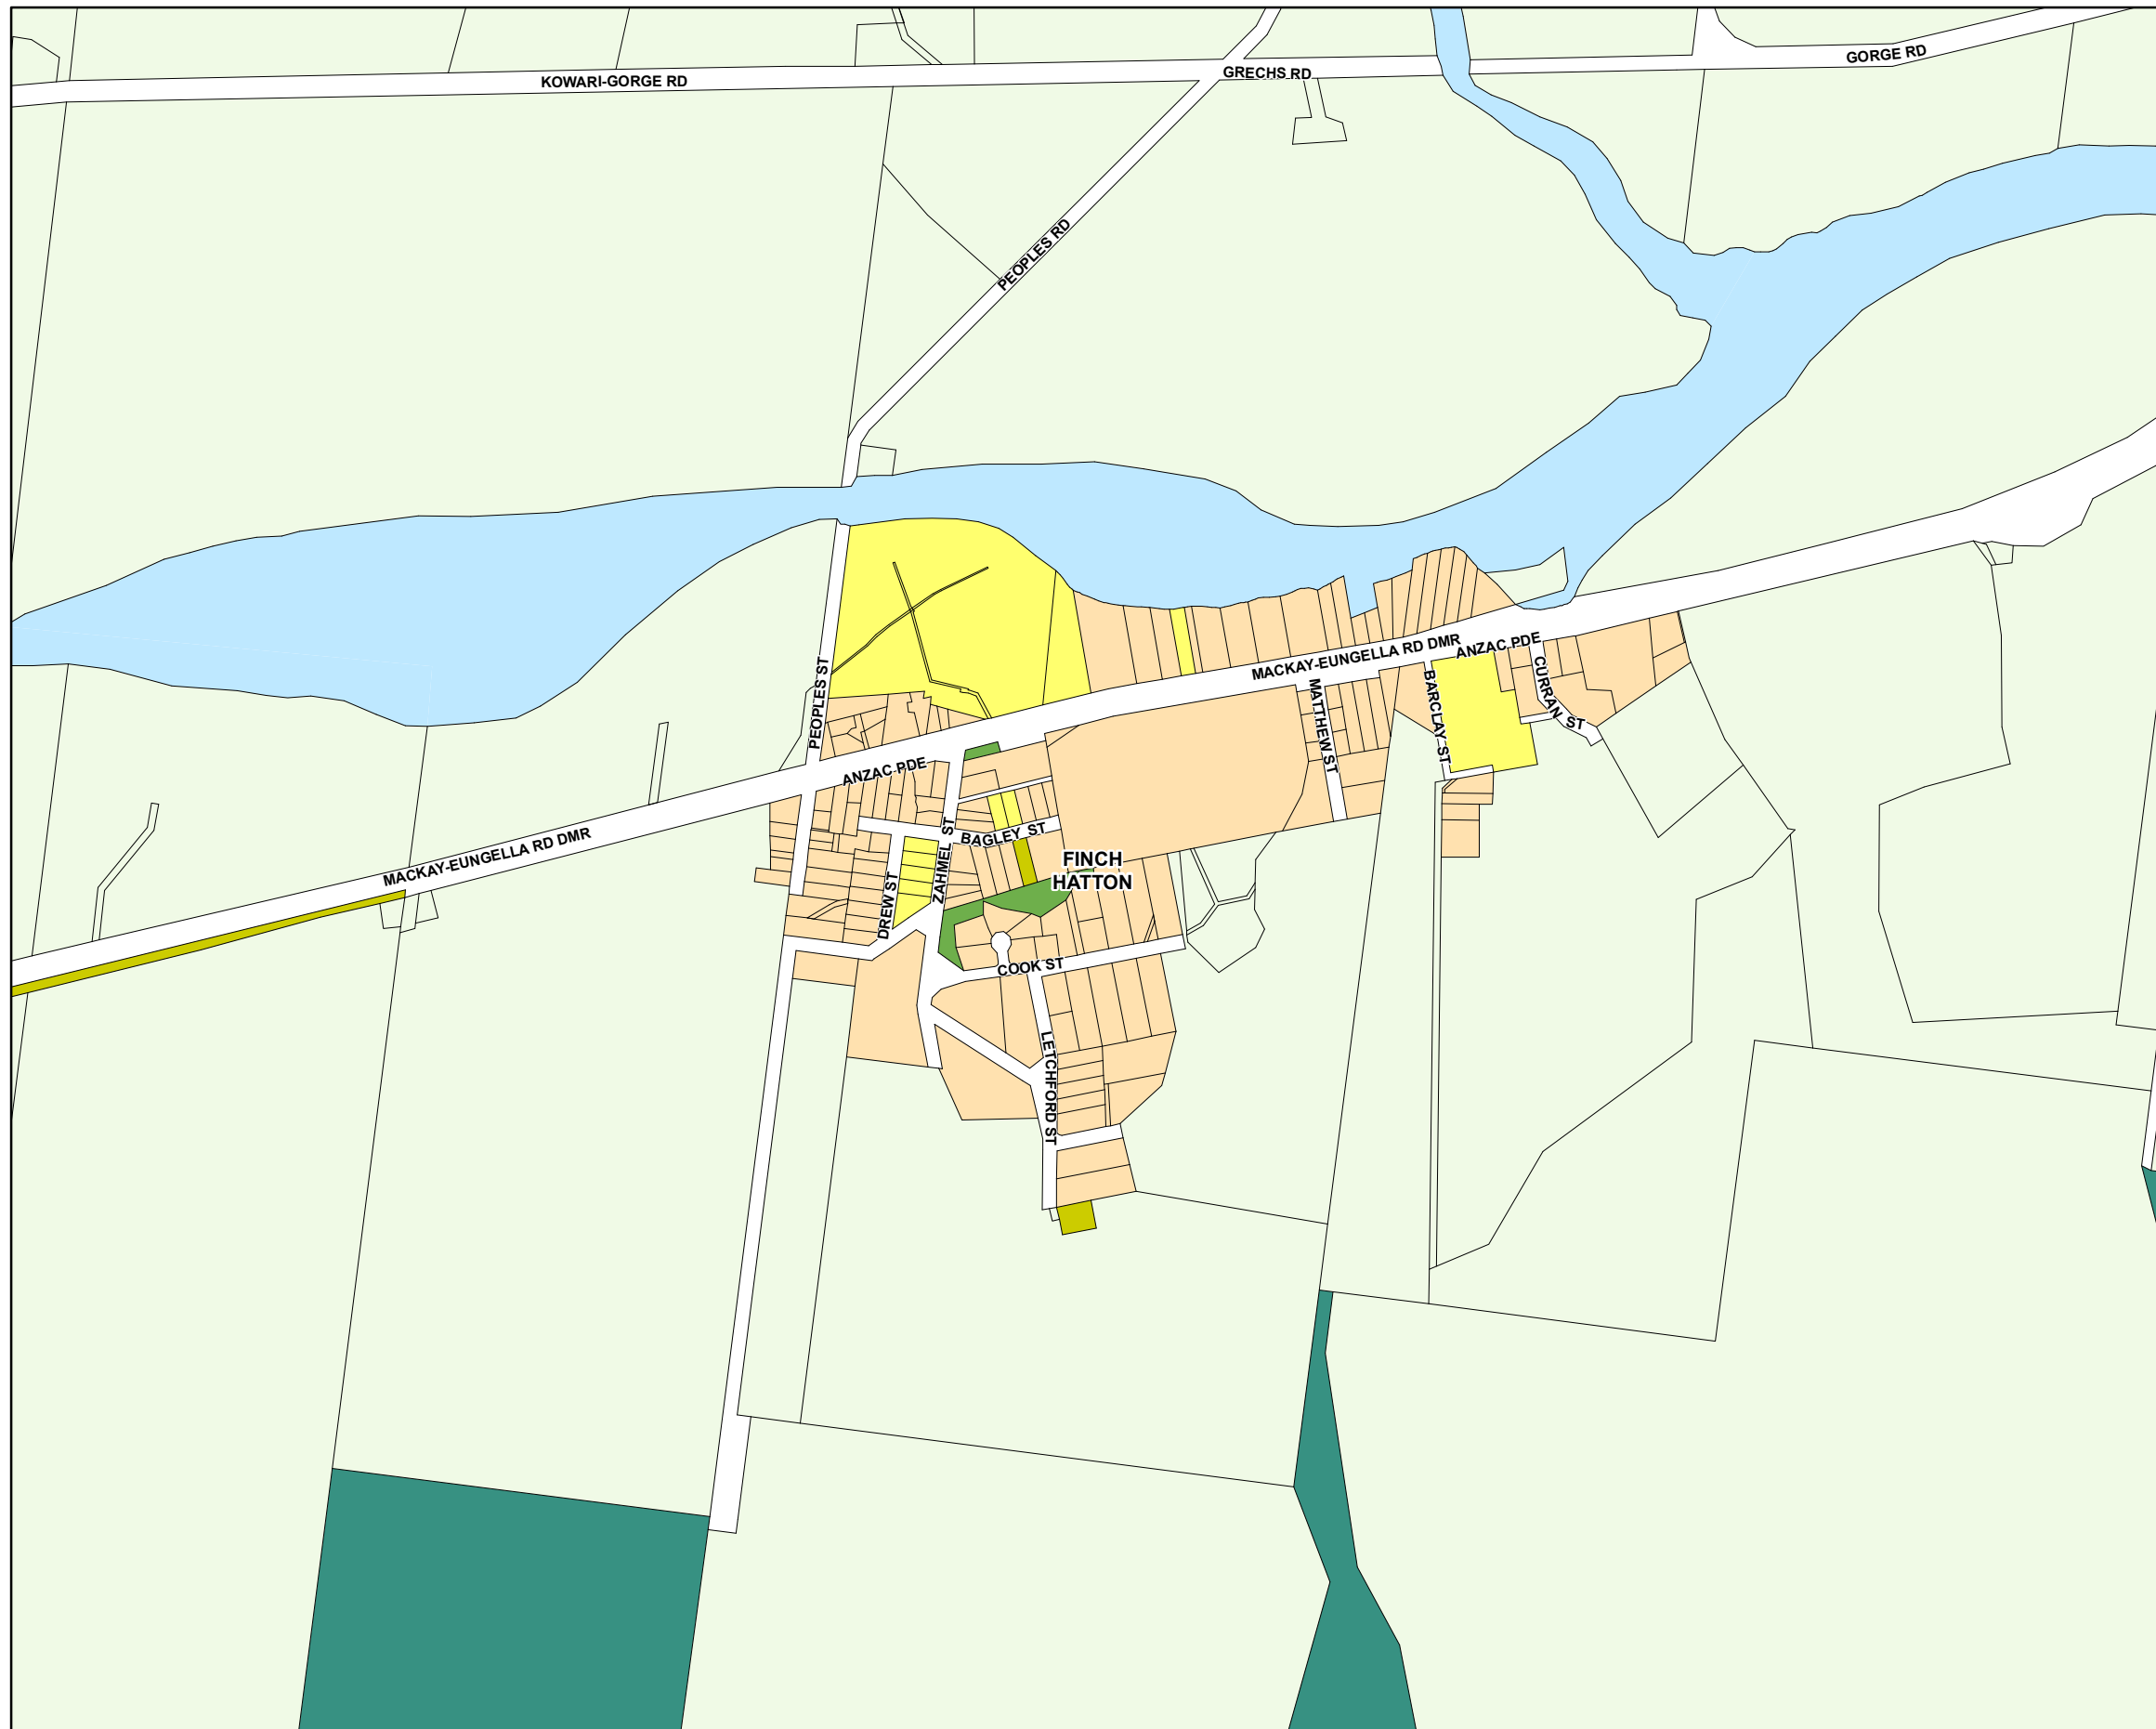 GORGE RD
GRECHS RD
KOWARI-GORGE RD
PEOPLES RD
ANZAC PDE
MACKAY-EUNGELLA RD DMR
CURRAN ST
BARCLAY ST
MATTHEW ST
PEOPLES ST
ANZAC PDE
BAGLEY ST
ZAHMEL ST
MACKAY-EUNGELLA RD DMR
FINCH
HATTON
DREW ST
COOK ST
LETCHFORD ST